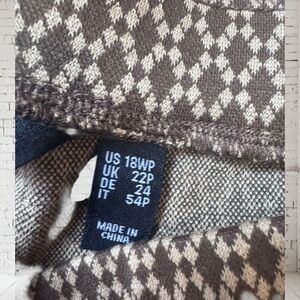 US 18WP
UK 22P
DE 24
IT 54P
MADE IN
CHINA